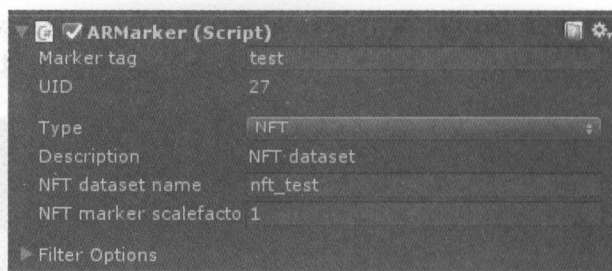 ARMarker (Script)
Marker tag test
UID 27
Type NFT
Description NFT dataset
NFT dataset name nft_test
NFT marker scalefacto 1
Filter Options